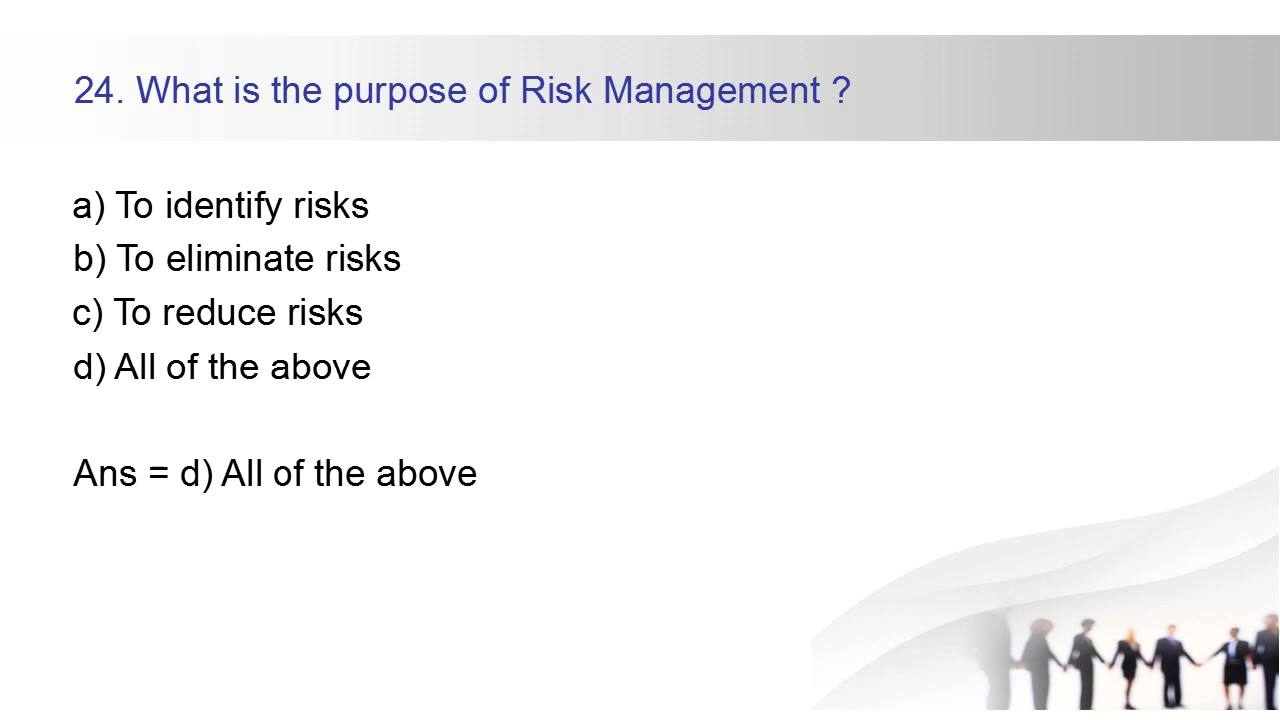 24. What is the purpose of Risk Management ?
a) To identify risks
b) To eliminate risks
c) To reduce risks
d) All of the above
Ans = d) All of the above